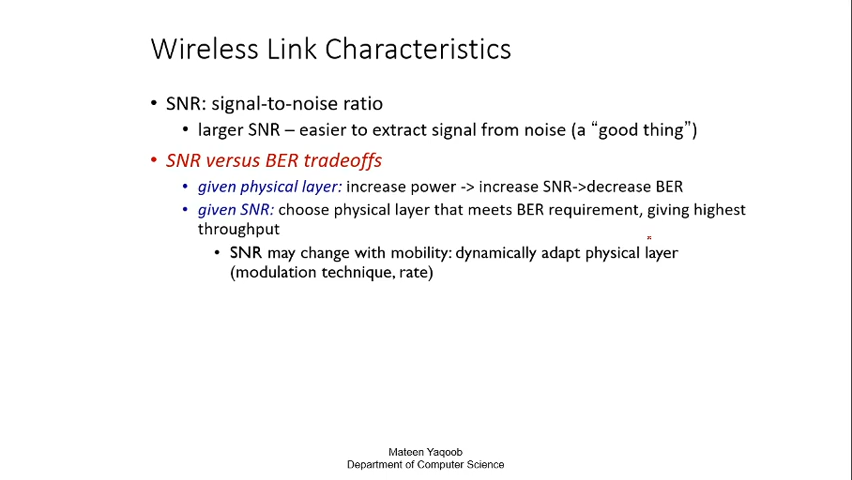 Wireless Link Characteristics
• SNR: signal-to-noise ratio
• larger SNR – easier to extract signal from noise (a “good thing”)
• SNR versus BER tradeoffs
• given physical layer: increase power -> increase SNR->decrease BER
• given SNR: choose physical layer that meets BER requirement, giving highest
throughput
• SNR may change with mobility: dynamically adapt physical layer
(modulation technique, rate)
Mateen Yaqoob
Department of Computer Science